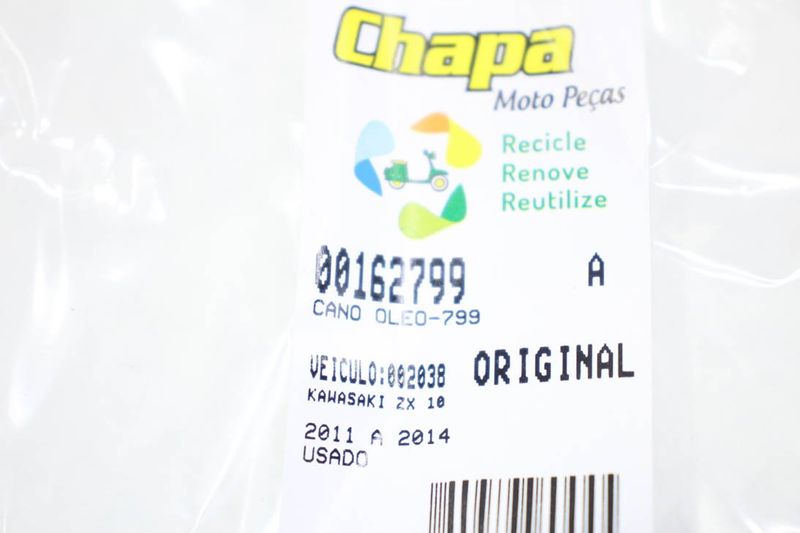 Chapa
Moto Peças
Recicle
Renove
Reutilize
00162799 A
CANO OLEO-799
VEICULO:002038 ORIGINAL
KAWASAKI ZX 10
2011 A 2014
USADO